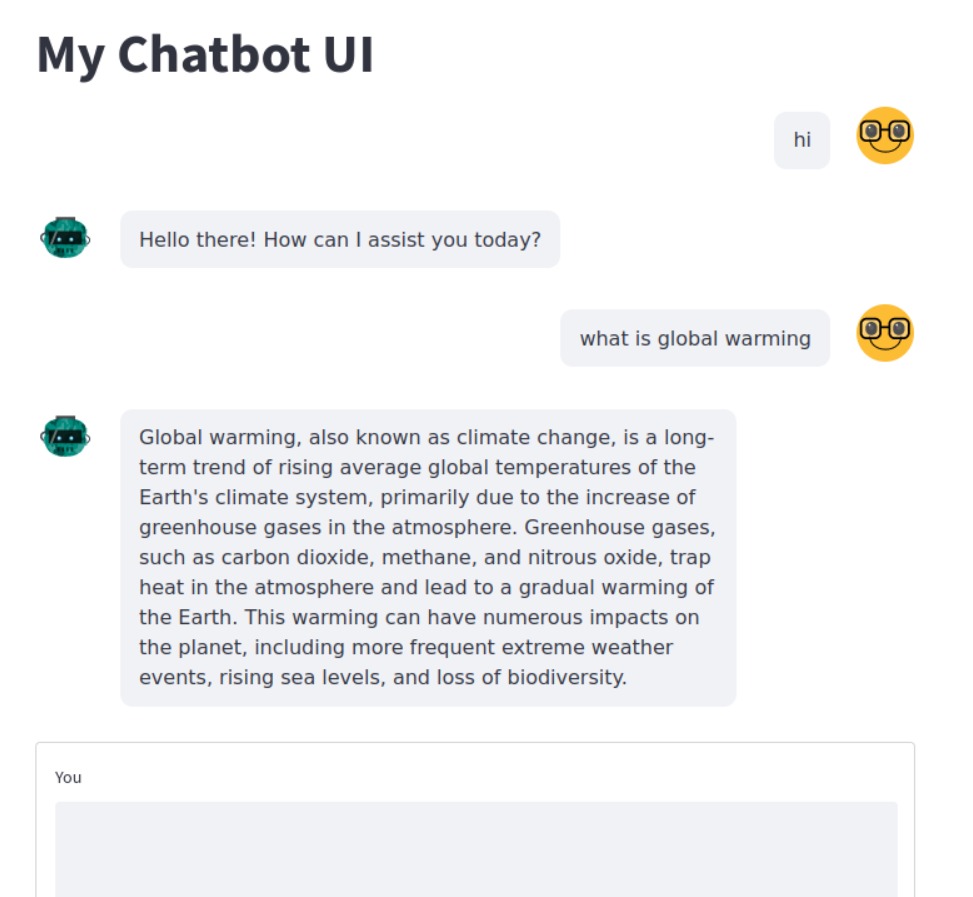 My Chatbot UI
hi
Hello there! How can I assist you today?
what is global warming
Global warming, also known as climate change, is a long-
term trend of rising average global temperatures of the
Earth's climate system, primarily due to the increase of
greenhouse gases in the atmosphere. Greenhouse gases,
such as carbon dioxide, methane, and nitrous oxide, trap
heat in the atmosphere and lead to a gradual warming of
the Earth. This warming can have numerous impacts on
the planet, including more frequent extreme weather
events, rising sea levels, and loss of biodiversity.
You